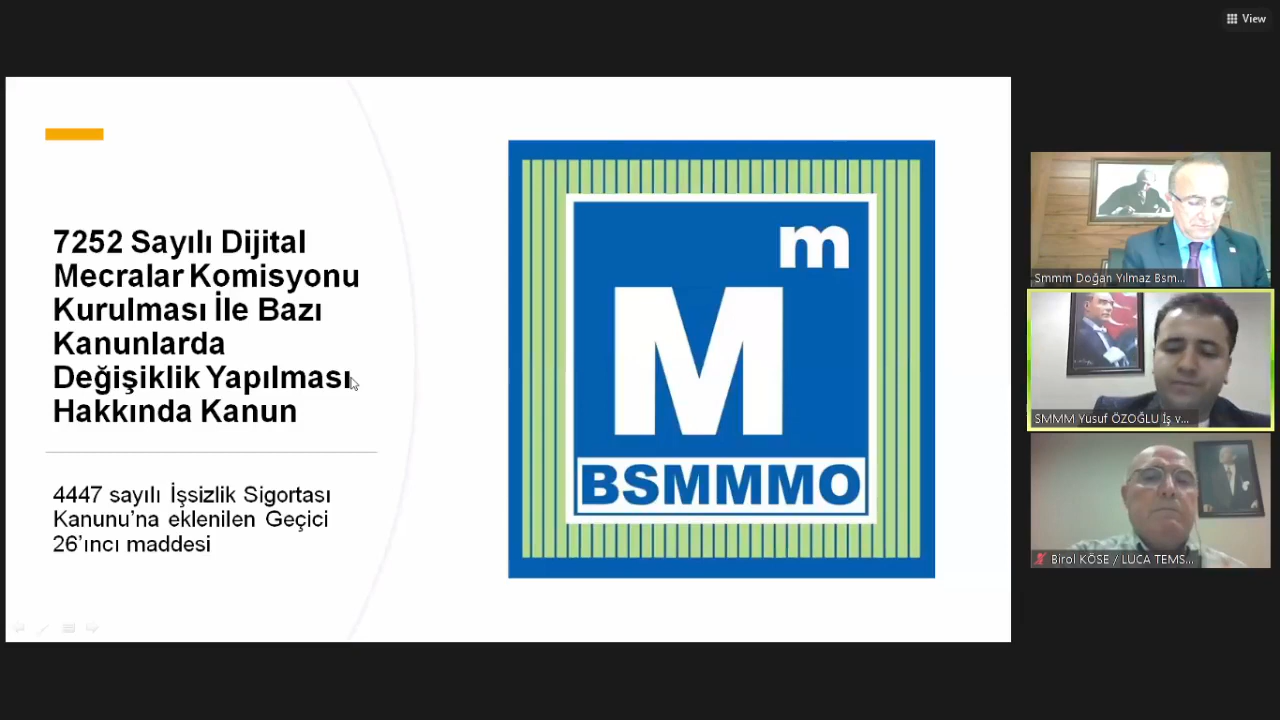 View
7252 Sayılı Dijital
Mecralar Komisyonu
Kurulması İle Bazı
Kanunlarda
Değişiklik Yapılması
Hakkında Kanun
4447 sayılı İşsizlik Sigortası
Kanunu’na eklenilen Geçici
26’ıncı maddesi
m
M
BSMMMO
Smmm Doğan Yılmaz Bsm...
SMMM Yusuf ÖZOĞLU İş v...
Birol KÖSE / LUCA TEMS...